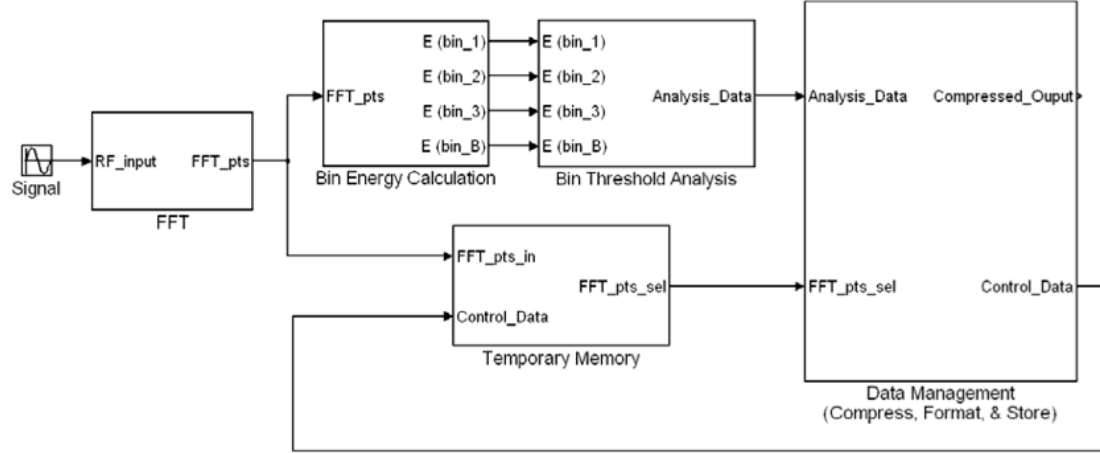 Signal
RF_input
FFT_pts
FFT
FFT_pts
E (bin_1)
E (bin_2)
E (bin_3)
E (bin_B)
Bin Energy Calculation
E (bin_1)
E (bin_2)
E (bin_3)
E (bin_B)
Analysis_Data
Bin Threshold Analysis
FFT_pts_in
Control_Data
FFT_pts_sel
Temporary Memory
Analysis_Data
FFT_pts_sel
Compressed_Ouput
Control_Data
Data Management
(Compress, Format, & Store)